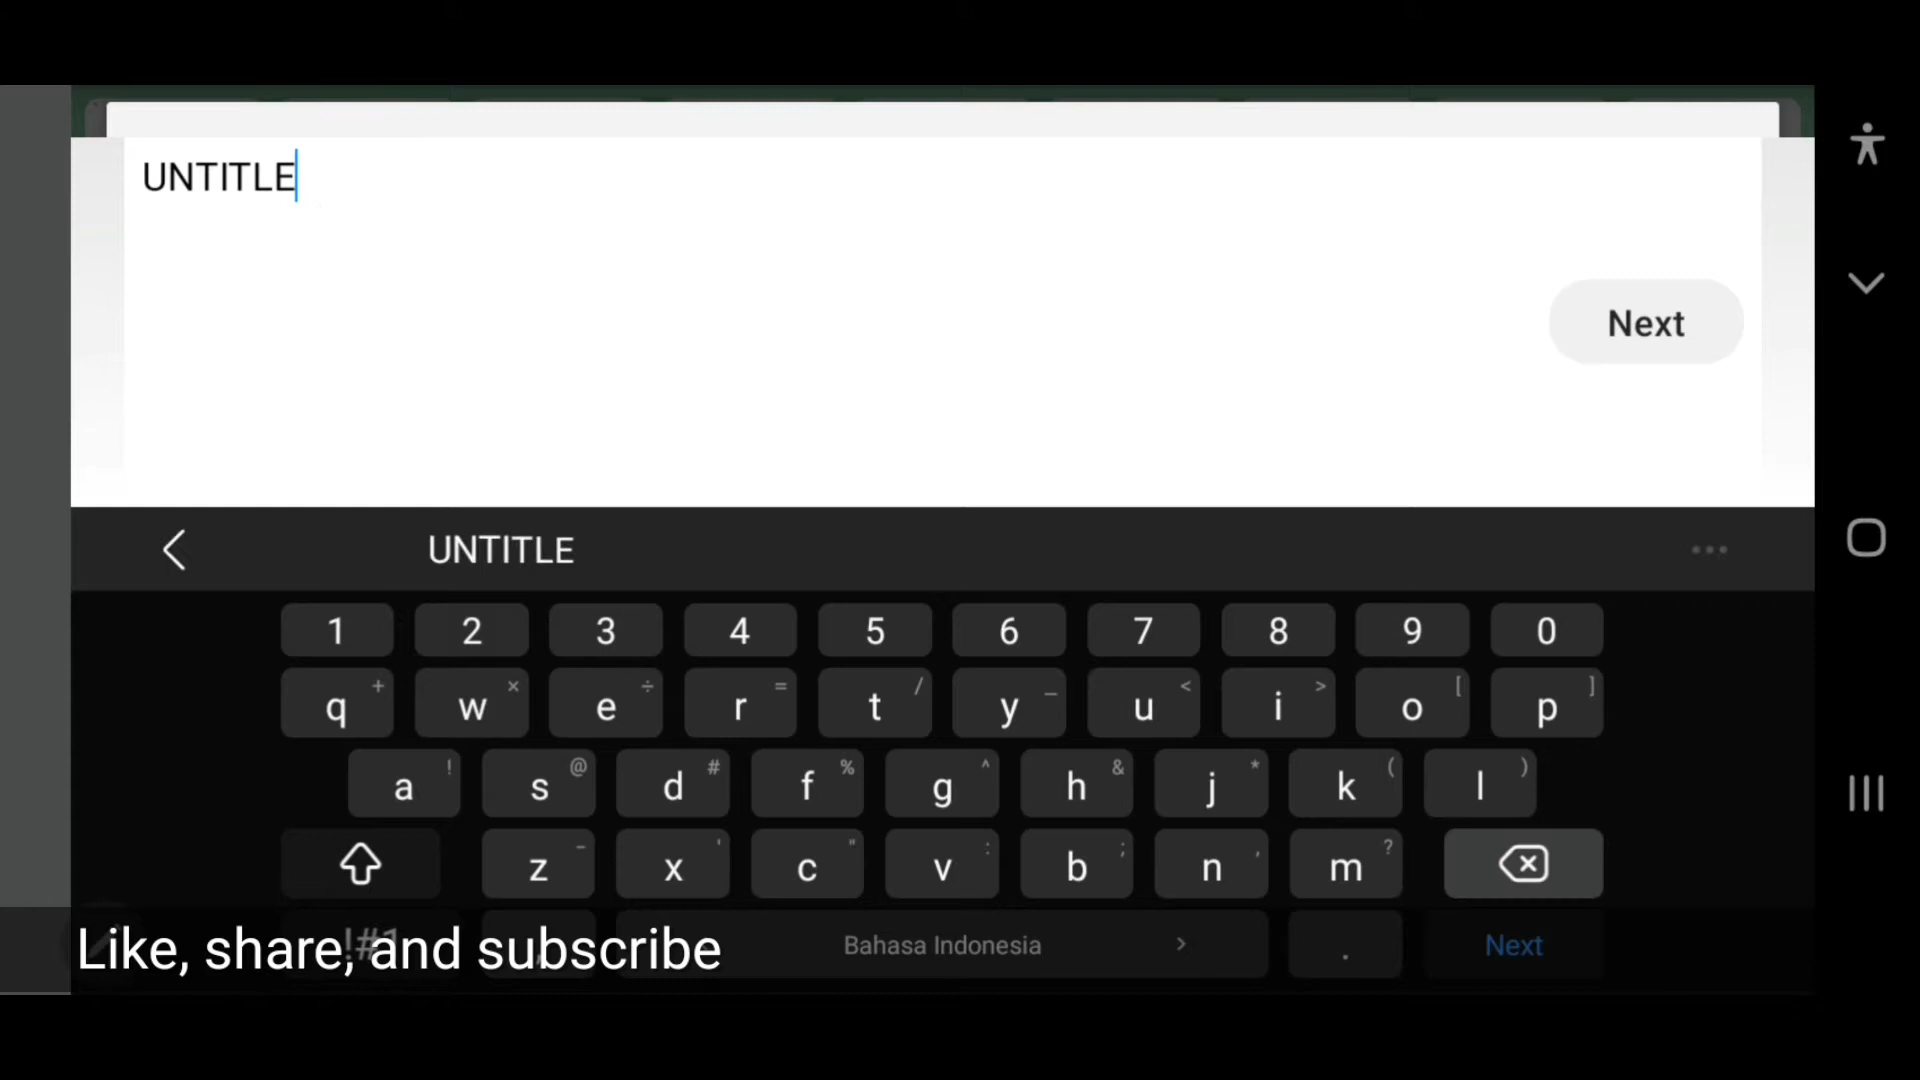 UNTITLE
Next
UNTITLE
1 2 3 4 5 6 7 8 9 0
q + w × e ÷ r = t / y _ u < i > o [ p ]
a ! s @ d # f % g ^ h & j * k ( l )
z - x ' c " v : b ; n , m ?
!#1 , Bahasa Indonesia > . Next
Like, share, and subscribe